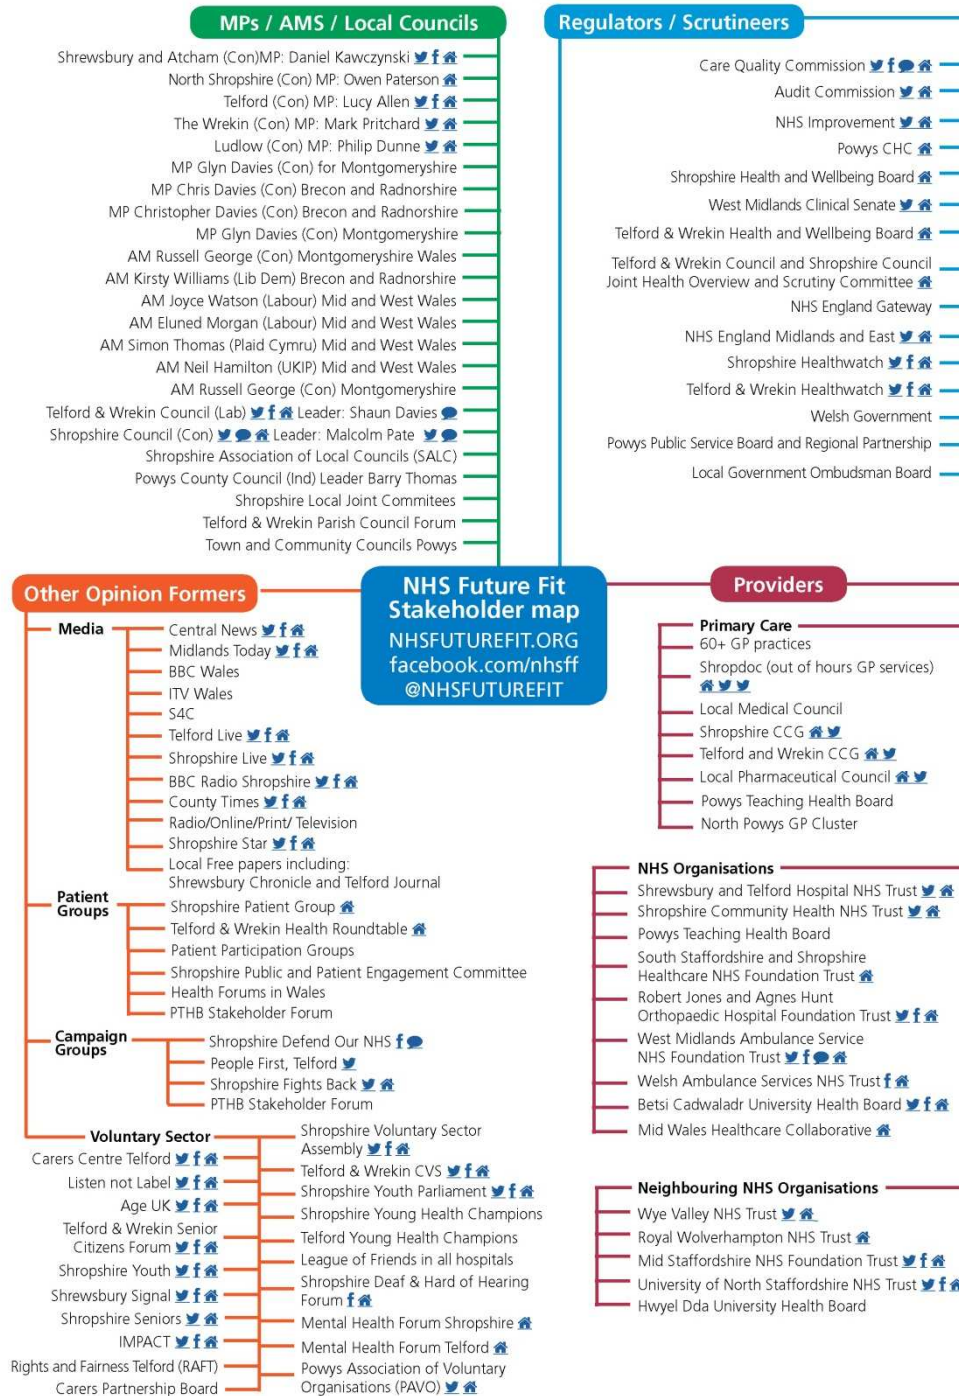 MPs / AMS / Local Councils
Shrewsbury and Atcham (Con)MP: Daniel Kawczynski
North Shropshire (Con) MP: Owen Paterson
Telford (Con) MP: Lucy Allen
The Wrekin (Con) MP: Mark Pritchard
Ludlow (Con) MP: Philip Dunne
MP Glyn Davies (Con) for Montgomeryshire
MP Chris Davies (Con) Brecon and Radnorshire
MP Christopher Davies (Con) Brecon and Radnorshire
MP Glyn Davies (Con) Montgomeryshire
AM Russell George (Con) Montgomeryshire Wales
AM Kirsty Williams (Lib Dem) Brecon and Radnorshire
AM Joyce Watson (Labour) Mid and West Wales
AM Eluned Morgan (Labour) Mid and West Wales
AM Simon Thomas (Plaid Cymru) Mid and West Wales
AM Neil Hamilton (UKIP) Mid and West Wales
AM Russell George (Con) Montgomeryshire
Telford & Wrekin Council (Lab) Leader: Shaun Davies
Shropshire Council (Con) Leader: Malcolm Pate
Shropshire Association of Local Councils (SALC)
Powys County Council (Ind) Leader Barry Thomas
Shropshire Local Joint Commitees
Telford & Wrekin Parish Council Forum
Town and Community Councils Powys
Regulators / Scrutineers
Care Quality Commission
Audit Commission
NHS Improvement
Powys CHC
Shropshire Health and Wellbeing Board
West Midlands Clinical Senate
Telford & Wrekin Health and Wellbeing Board
Telford & Wrekin Council and Shropshire Council
Joint Health Overview and Scrutiny Committee
NHS England Gateway
NHS England Midlands and East
Shropshire Healthwatch
Telford & Wrekin Healthwatch
Welsh Government
Powys Public Service Board and Regional Partnership
Local Government Ombudsman Board
NHS Future Fit
Stakeholder map
NHSFUTUREFIT.ORG
facebook.com/nhsff
@NHSFUTUREFIT
Other Opinion Formers
Media
Central News
Midlands Today
BBC Wales
ITV Wales
S4C
Telford Live
Shropshire Live
BBC Radio Shropshire
County Times
Radio/Online/Print/ Television
Shropshire Star
Local Free papers including:
Shrewsbury Chronicle and Telford Journal
Patient
Groups
Shropshire Patient Group
Telford & Wrekin Health Roundtable
Patient Participation Groups
Shropshire Public and Patient Engagement Committee
Health Forums in Wales
PTHB Stakeholder Forum
Campaign
Groups
Shropshire Defend Our NHS
People First, Telford
Shropshire Fights Back
PTHB Stakeholder Forum
Voluntary Sector
Carers Centre Telford
Listen not Label
Age UK
Telford & Wrekin Senior
Citizens Forum
Shropshire Youth
Shrewsbury Signal
Shropshire Seniors
IMPACT
Rights and Fairness Telford (RAFT)
Carers Partnership Board
Shropshire Voluntary Sector
Assembly
Telford & Wrekin CVS
Shropshire Youth Parliament
Shropshire Young Health Champions
Telford Young Health Champions
League of Friends in all hospitals
Shropshire Deaf & Hard of Hearing
Forum
Mental Health Forum Shropshire
Mental Health Forum Telford
Powys Association of Voluntary
Organisations (PAVO)
Providers
Primary Care
60+ GP practices
Shropdoc (out of hours GP services)
Local Medical Council
Shropshire CCG
Telford and Wrekin CCG
Local Pharmaceutical Council
Powys Teaching Health Board
North Powys GP Cluster
NHS Organisations
Shrewsbury and Telford Hospital NHS Trust
Shropshire Community Health NHS Trust
Powys Teaching Health Board
South Staffordshire and Shropshire
Healthcare NHS Foundation Trust
Robert Jones and Agnes Hunt
Orthopaedic Hospital Foundation Trust
West Midlands Ambulance Service
NHS Foundation Trust
Welsh Ambulance Services NHS Trust
Betsi Cadwaladr University Health Board
Mid Wales Healthcare Collaborative
Neighbouring NHS Organisations
Wye Valley NHS Trust
Royal Wolverhampton NHS Trust
Mid Staffordshire NHS Foundation Trust
University of North Staffordshire NHS Trust
Hwyel Dda University Health Board